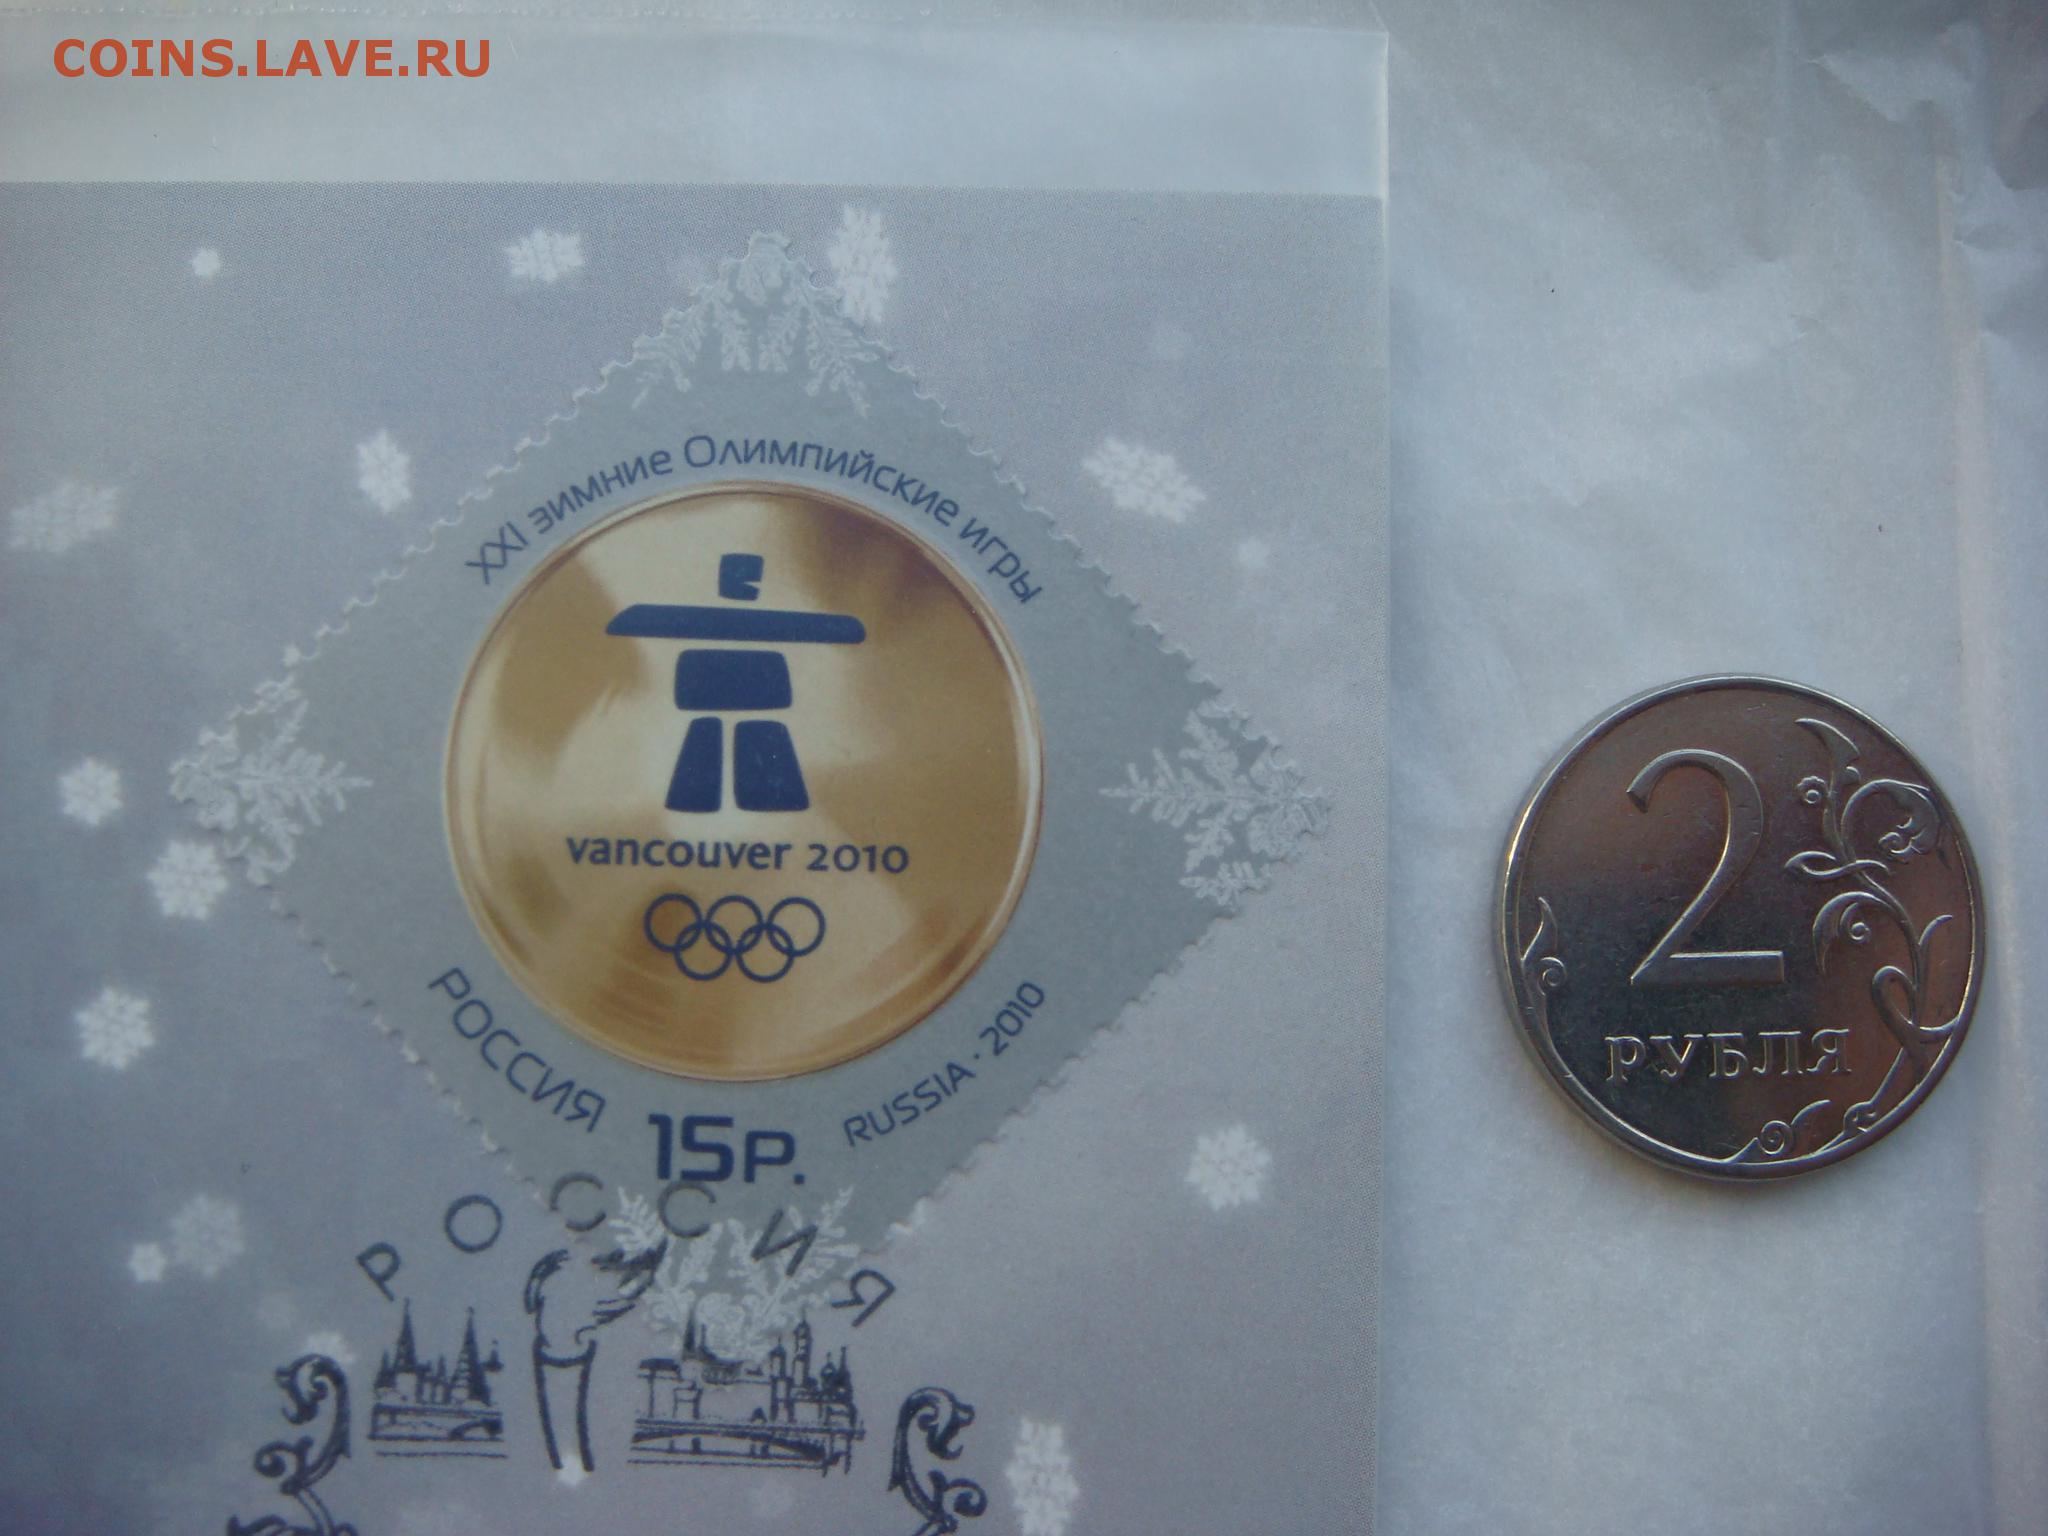 COINS.LAVE.RU
XXI зимние Олимпийские игры
vancouver 2010
РОССИЯ
15Р.
RUSSIA · 2010
РОССИЯ
2
РУБЛЯ